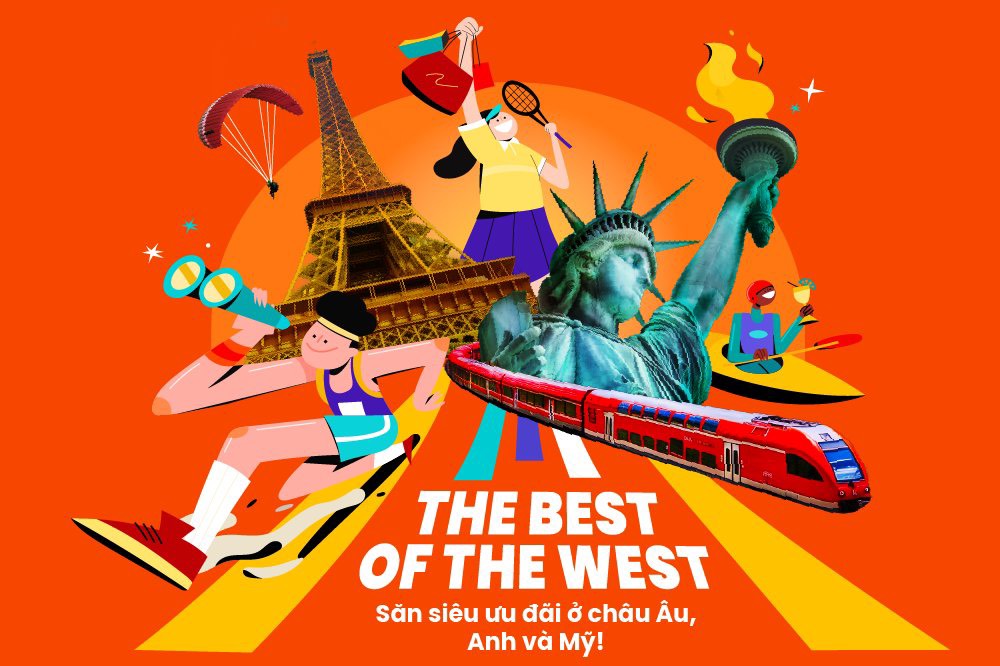 THE BEST
OF THE WEST
Săn siêu ưu đãi ở châu Âu,
Anh và Mỹ!